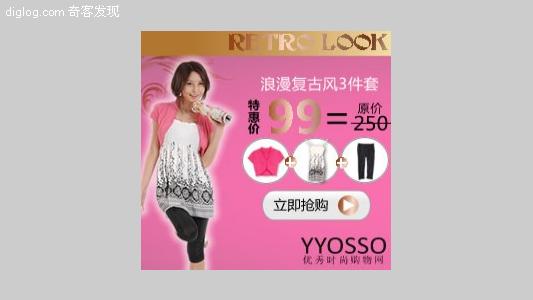 diglog.com 奇客发现
RETRO LOOK
浪漫复古风3件套
特惠价 99 = 原价 250
立即抢购
YYOSSO
优秀时尚购物网